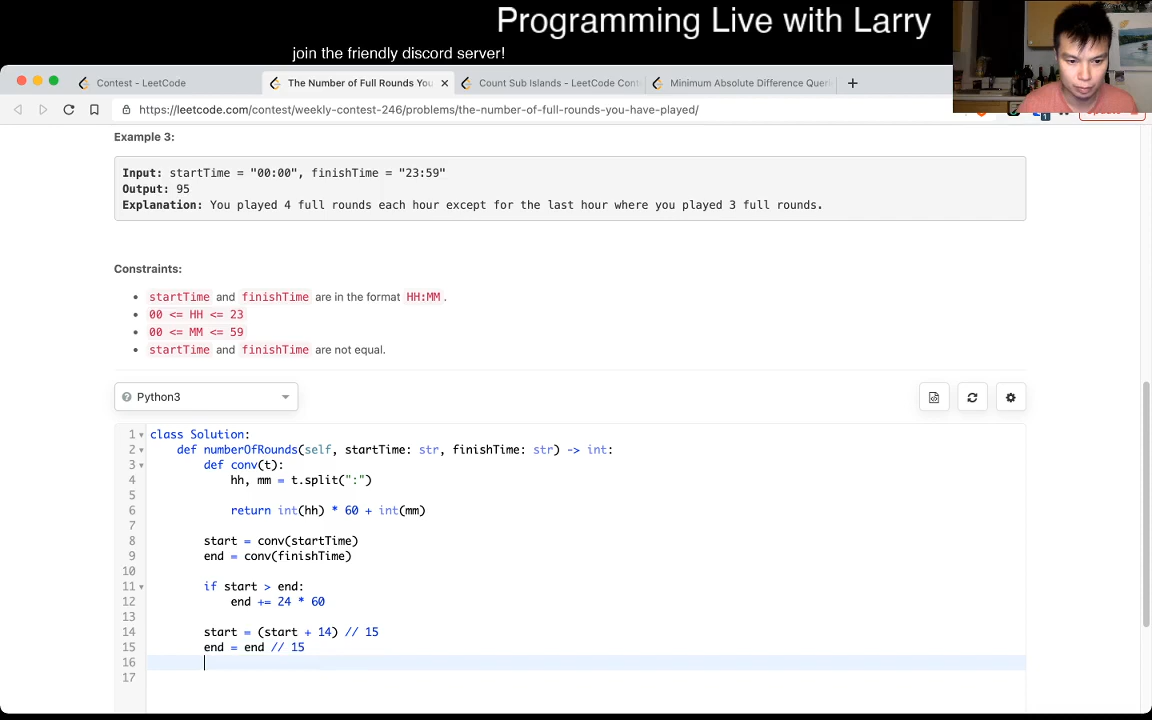 Programming Live with Larry
join the friendly discord server!
Contest - LeetCode
The Number of Full Rounds You
Count Sub Islands - LeetCode Cont
Minimum Absolute Difference Quer
https://leetcode.com/contest/weekly-contest-246/problems/the-number-of-full-rounds-you-have-played/
Example 3:
Input: startTime = "00:00", finishTime = "23:59"
Output: 95
Explanation: You played 4 full rounds each hour except for the last hour where you played 3 full rounds.
Constraints:
startTime and finishTime are in the format HH:MM.
00 <= HH <= 23
00 <= MM <= 59
startTime and finishTime are not equal.
Python3
1 class Solution:
2 def numberOfRounds(self, startTime: str, finishTime: str) -> int:
3 def conv(t):
4 hh, mm = t.split(":")
5
6 return int(hh) * 60 + int(mm)
7
8 start = conv(startTime)
9 end = conv(finishTime)
10
11 if start > end:
12 end += 24 * 60
13
14 start = (start + 14) // 15
15 end = end // 15
16
17